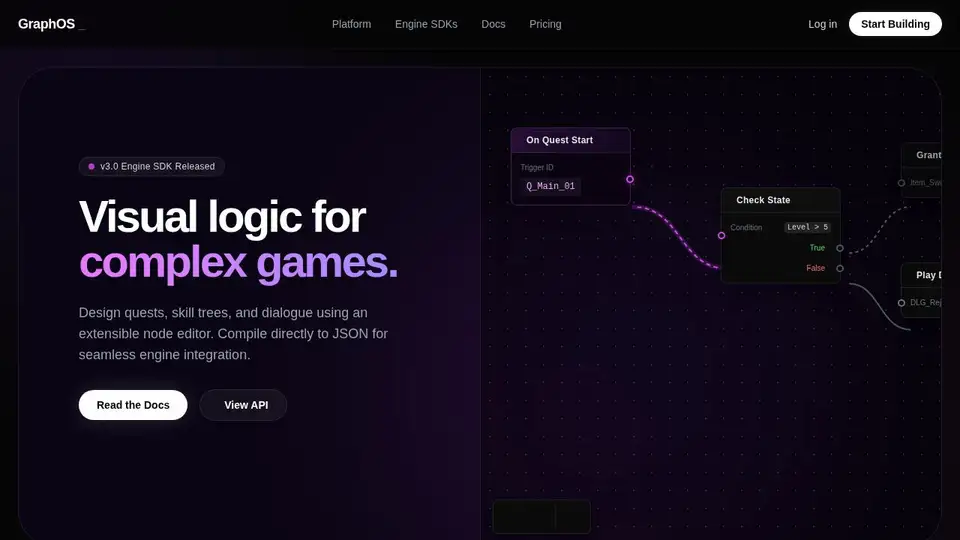 GraphOS _
Platform
Engine SDKs
Docs
Pricing
Log in
Start Building
v3.0 Engine SDK Released
Visual logic for
complex games.
Design quests, skill trees, and dialogue using an
extensible node editor. Compile directly to JSON for
seamless engine integration.
Read the Docs
View API
On Quest Start
Trigger ID
Q_Main_01
Check State
Condition
Level > 5
True
False
Grant
Play